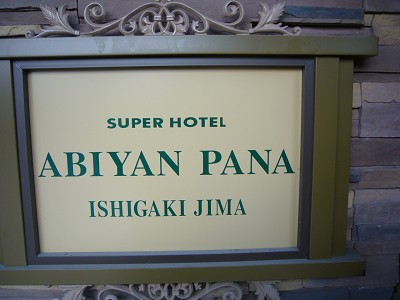 SUPER HOTEL
ABIYAN PANA
ISHIGAKI JIMA